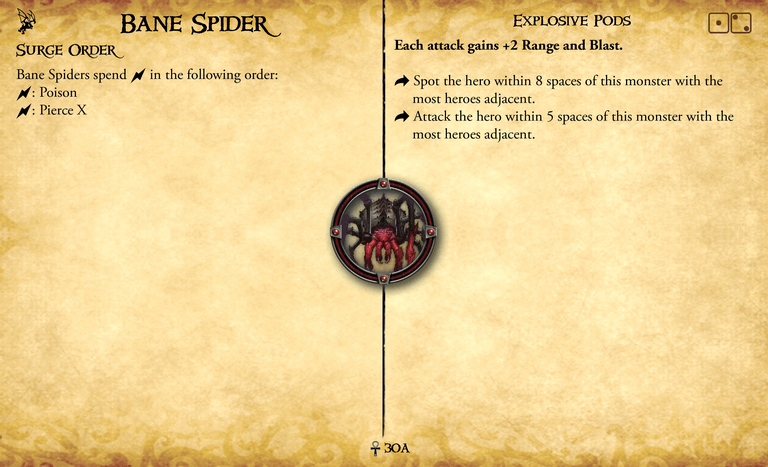 Bane Spider
Surge Order
Bane Spiders spend in the following order:
: Poison
: Pierce X
Explosive Pods
Each attack gains +2 Range and Blast.
Spot the hero within 8 spaces of this monster with the
most heroes adjacent.
Attack the hero within 5 spaces of this monster with the
most heroes adjacent.
30A